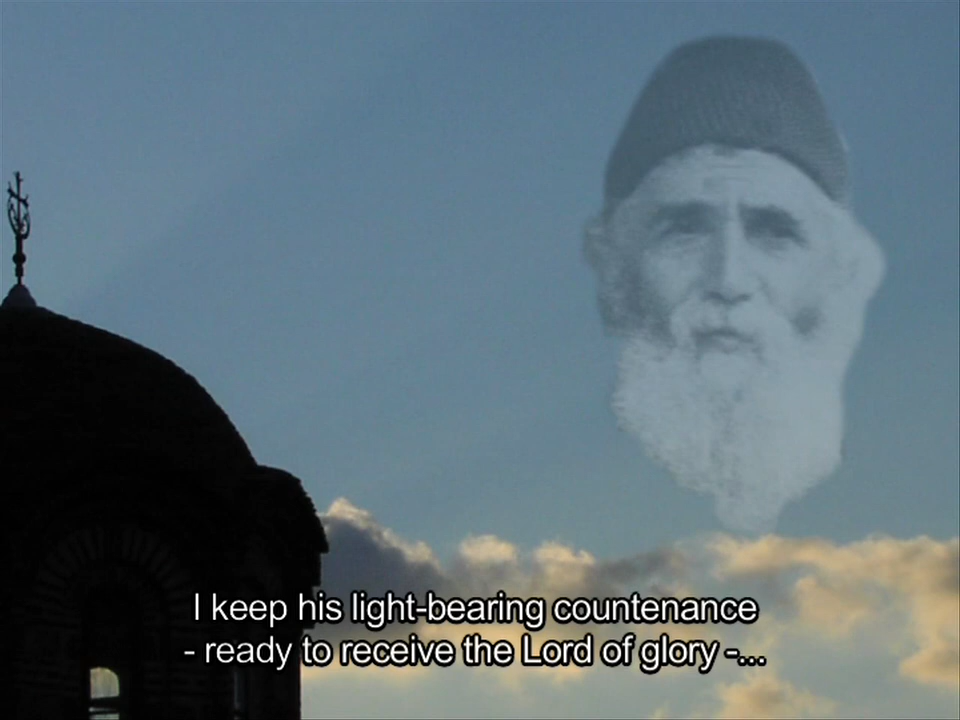 I keep his light-bearing countenance
- ready to receive the Lord of glory -...